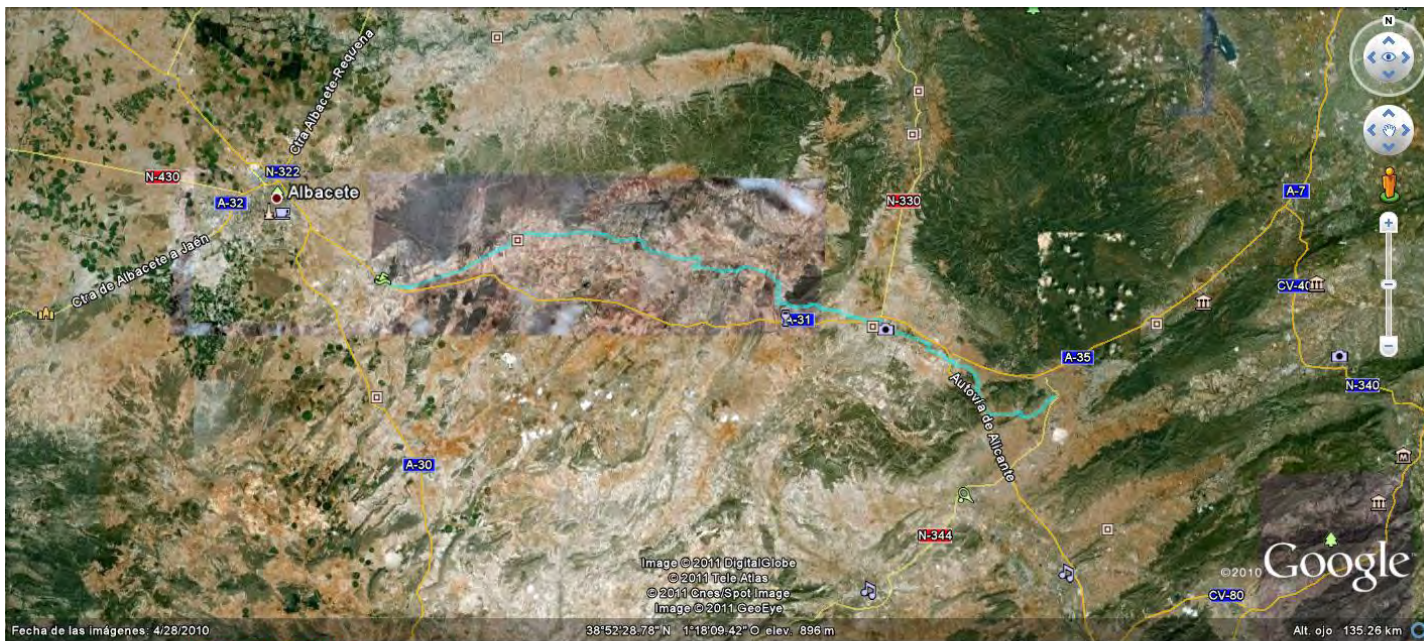 N
Ctra Albacete-Requena
N-322
N-430
Albacete
A-32
A-7
N-330
Ctra de Albacete a Jaén
CV-40
A-31
A-35
Autovía de Alicante
N-340
A-30
N-344
Image © 2011 DigitalGlobe
© 2011 Tele Atlas
© 2011 Cnes/Spot Image
Image © 2011 GeoEye
©2010 Google
CV-80
Fecha de las imágenes: 4/28/2010 38°52'28.78" N 1°18'09.42" O elev. 896 m Alt. ojo 135.26 km